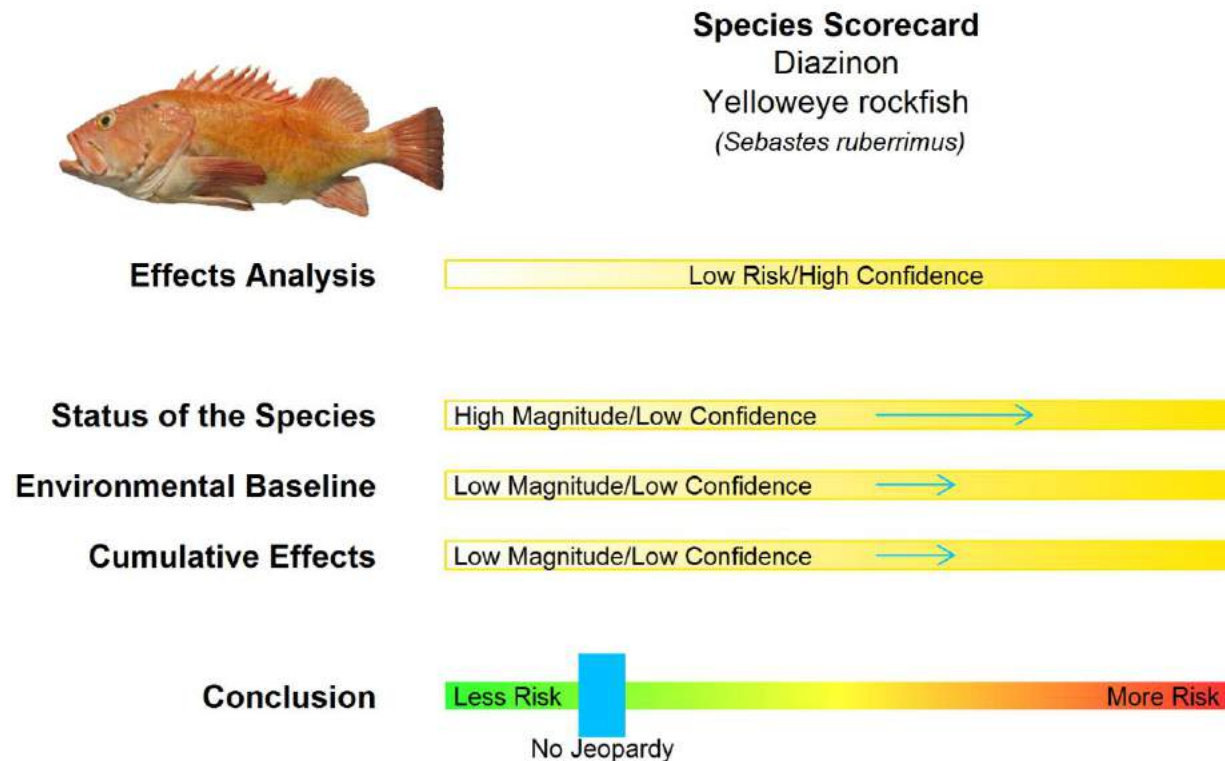 Species Scorecard
Diazinon
Yelloweye rockfish
(Sebastes ruberrimus)
Effects Analysis
Low Risk/High Confidence
Status of the Species
High Magnitude/Low Confidence
Environmental Baseline
Low Magnitude/Low Confidence
Cumulative Effects
Low Magnitude/Low Confidence
Conclusion
Less Risk
More Risk
No Jeopardy